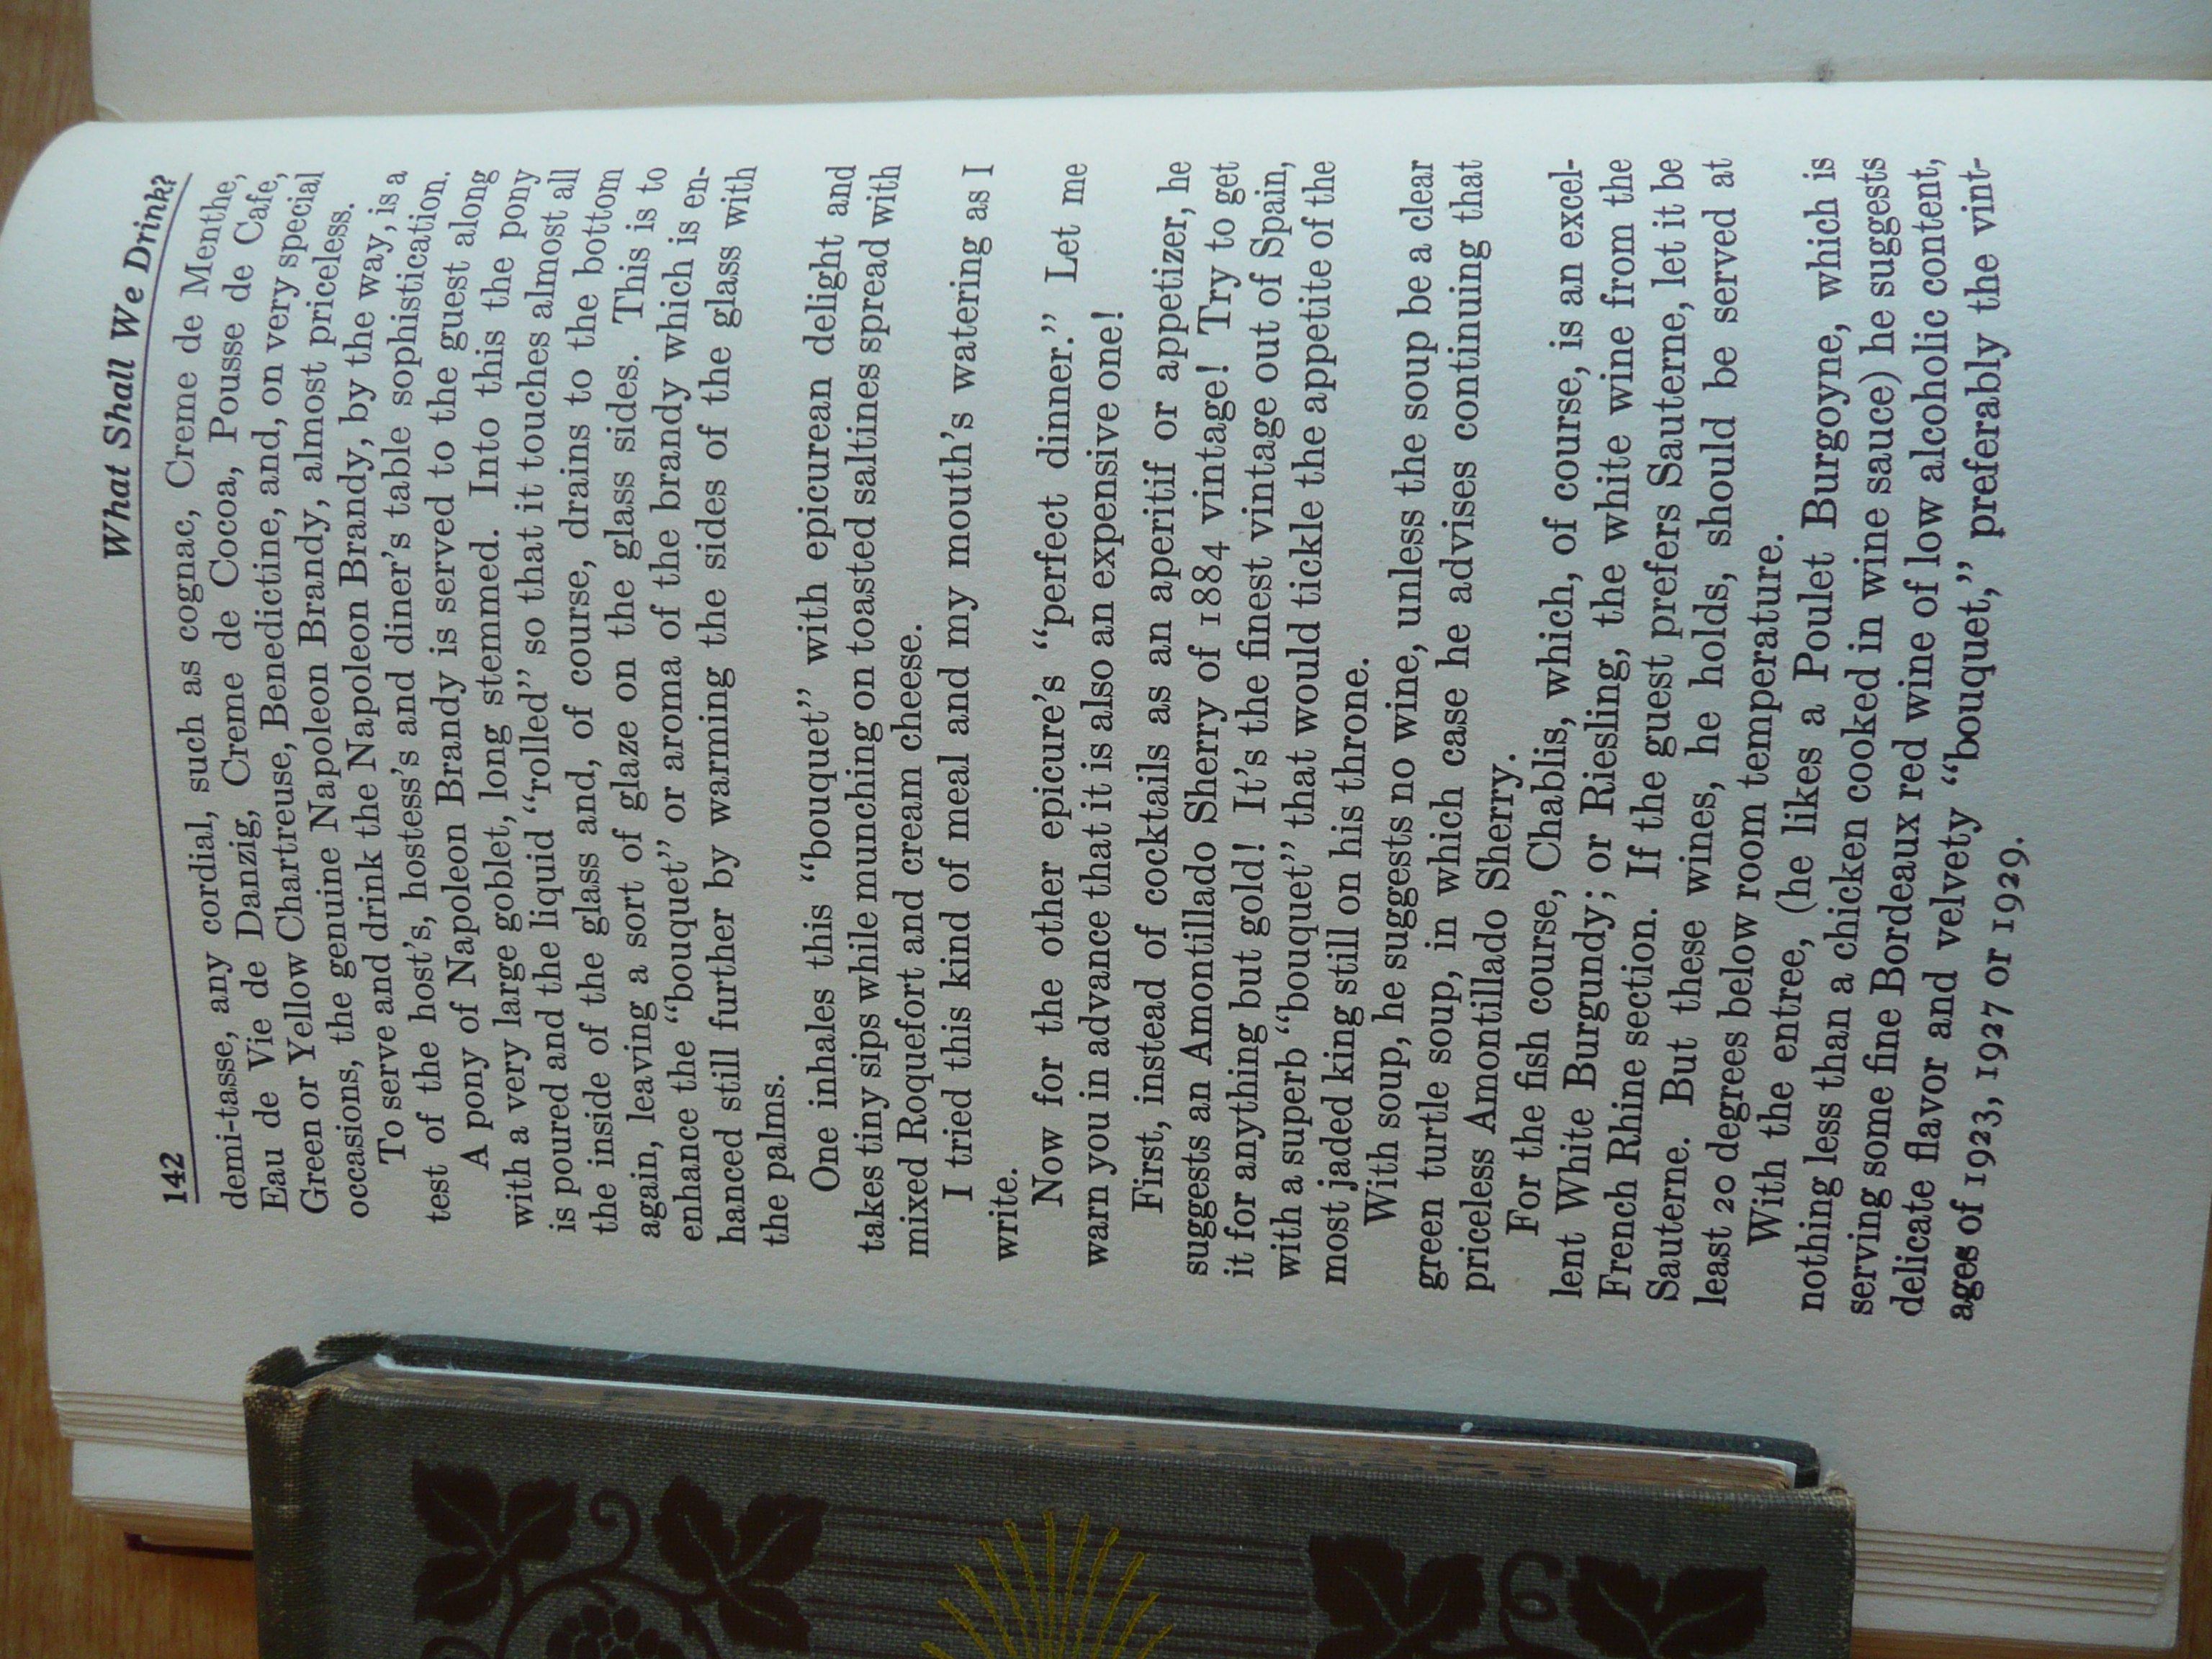 142 What Shall We Drink?
demi-tasse, any cordial, such as cognac, Creme de Menthe,
Eau de Vie de Danzig, Creme de Cocoa, Pousse de Cafe,
Green or Yellow Chartreuse, Benedictine, and, on very special
occasions, the genuine Napoleon Brandy, almost priceless.
To serve and drink the Napoleon Brandy, by the way, is a
test of the host's, hostess's and diner's table sophistication.
A pony of Napoleon Brandy is served to the guest along
with a very large goblet, long stemmed. Into this the pony
is poured and the liquid "rolled" so that it touches almost all
the inside of the glass and, of course, drains to the bottom
again, leaving a sort of glaze on the glass sides. This is to
enhance the "bouquet" or aroma of the brandy which is en-
hanced still further by warming the sides of the glass with
the palms.
One inhales this "bouquet" with epicurean delight and
takes tiny sips while munching on toasted saltines spread with
mixed Roquefort and cream cheese.
I tried this kind of meal and my mouth's watering as I
write.
Now for the other epicure's "perfect dinner." Let me
warn you in advance that it is also an expensive one!
First, instead of cocktails as an aperitif or appetizer, he
suggests an Amontillado Sherry of 1884 vintage! Try to get
it for anything but gold! It's the finest vintage out of Spain,
with a superb "bouquet" that would tickle the appetite of the
most jaded king still on his throne.
With soup, he suggests no wine, unless the soup be a clear
green turtle soup, in which case he advises continuing that
priceless Amontillado Sherry.
For the fish course, Chablis, which, of course, is an excel-
lent White Burgundy; or Riesling, the white wine from the
French Rhine section. If the guest prefers Sauterne, let it be
Sauterne. But these wines, he holds, should be served at
least 20 degrees below room temperature.
With the entree, (he likes a Poulet Burgoyne, which is
nothing less than a chicken cooked in wine sauce) he suggests
serving some fine Bordeaux red wine of low alcoholic content,
delicate flavor and velvety "bouquet," preferably the vint-
ages of 1923, 1927 or 1929.